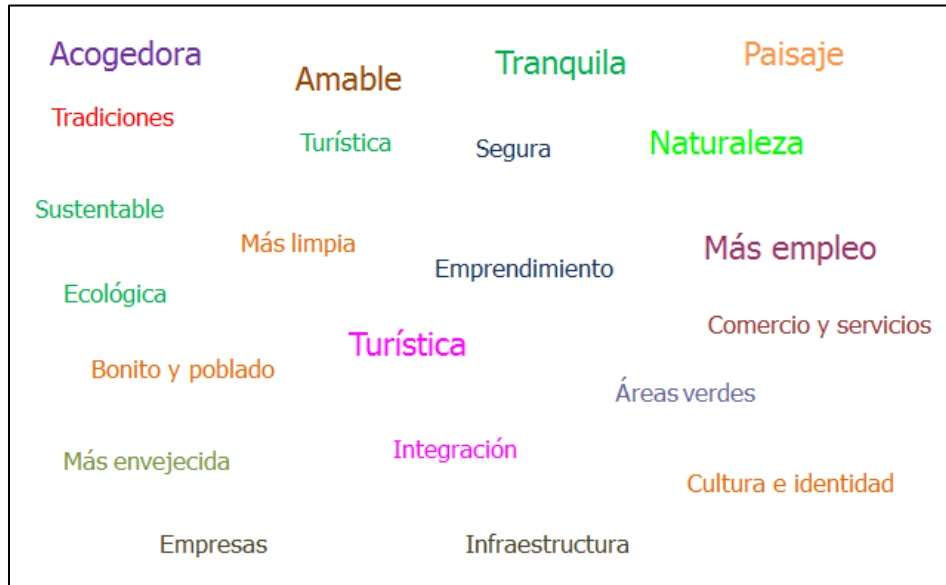 Acogedora
Amable
Tranquila
Paisaje
Tradiciones
Turística
Segura
Naturaleza
Sustentable
Más limpia
Emprendimiento
Más empleo
Ecológica
Comercio y servicios
Turística
Bonito y poblado
Áreas verdes
Más envejecida
Integración
Cultura e identidad
Empresas
Infraestructura